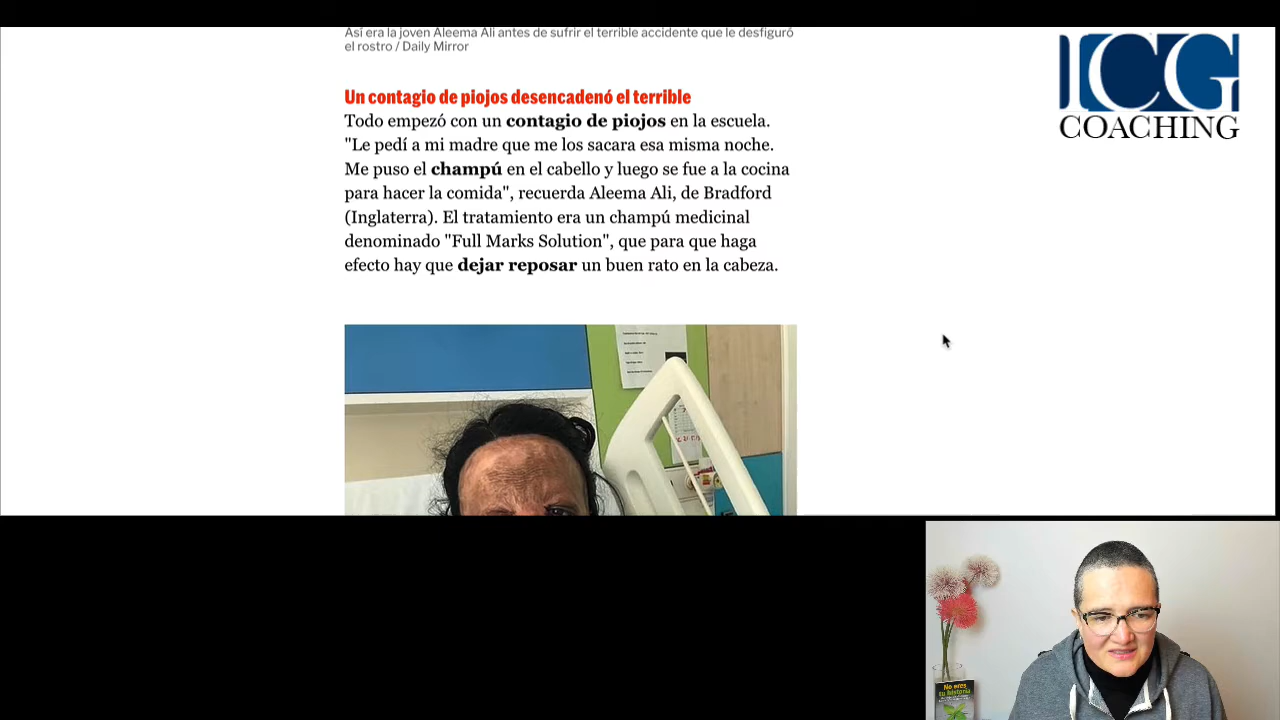 Así era la joven Aleema Ali antes de sufrir el terrible accidente que le desfiguró
el rostro / Daily Mirror
ICG
COACHING
Un contagio de piojos desencadenó el terrible
Todo empezó con un contagio de piojos en la escuela.
"Le pedí a mi madre que me los sacara esa misma noche.
Me puso el champú en el cabello y luego se fue a la cocina
para hacer la comida", recuerda Aleema Ali, de Bradford
(Inglaterra). El tratamiento era un champú medicinal
denominado "Full Marks Solution", que para que haga
efecto hay que dejar reposar un buen rato en la cabeza.
No eres
tu historia